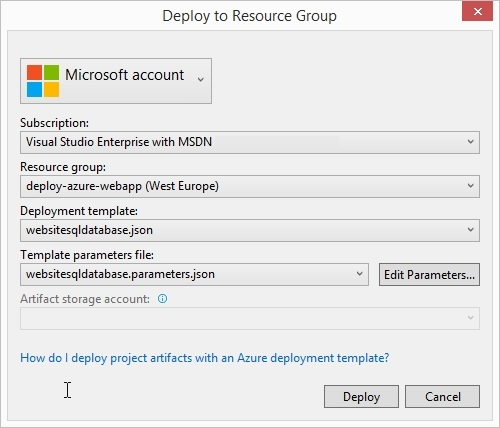 Deploy to Resource Group
Microsoft account
Subscription:
Visual Studio Enterprise with MSDN
Resource group:
deploy-azure-webapp (West Europe)
Deployment template:
websitesqldatabase.json
Template parameters file:
websitesqldatabase.parameters.json
Edit Parameters...
Artifact storage account:
How do I deploy project artifacts with an Azure deployment template?
Deploy
Cancel